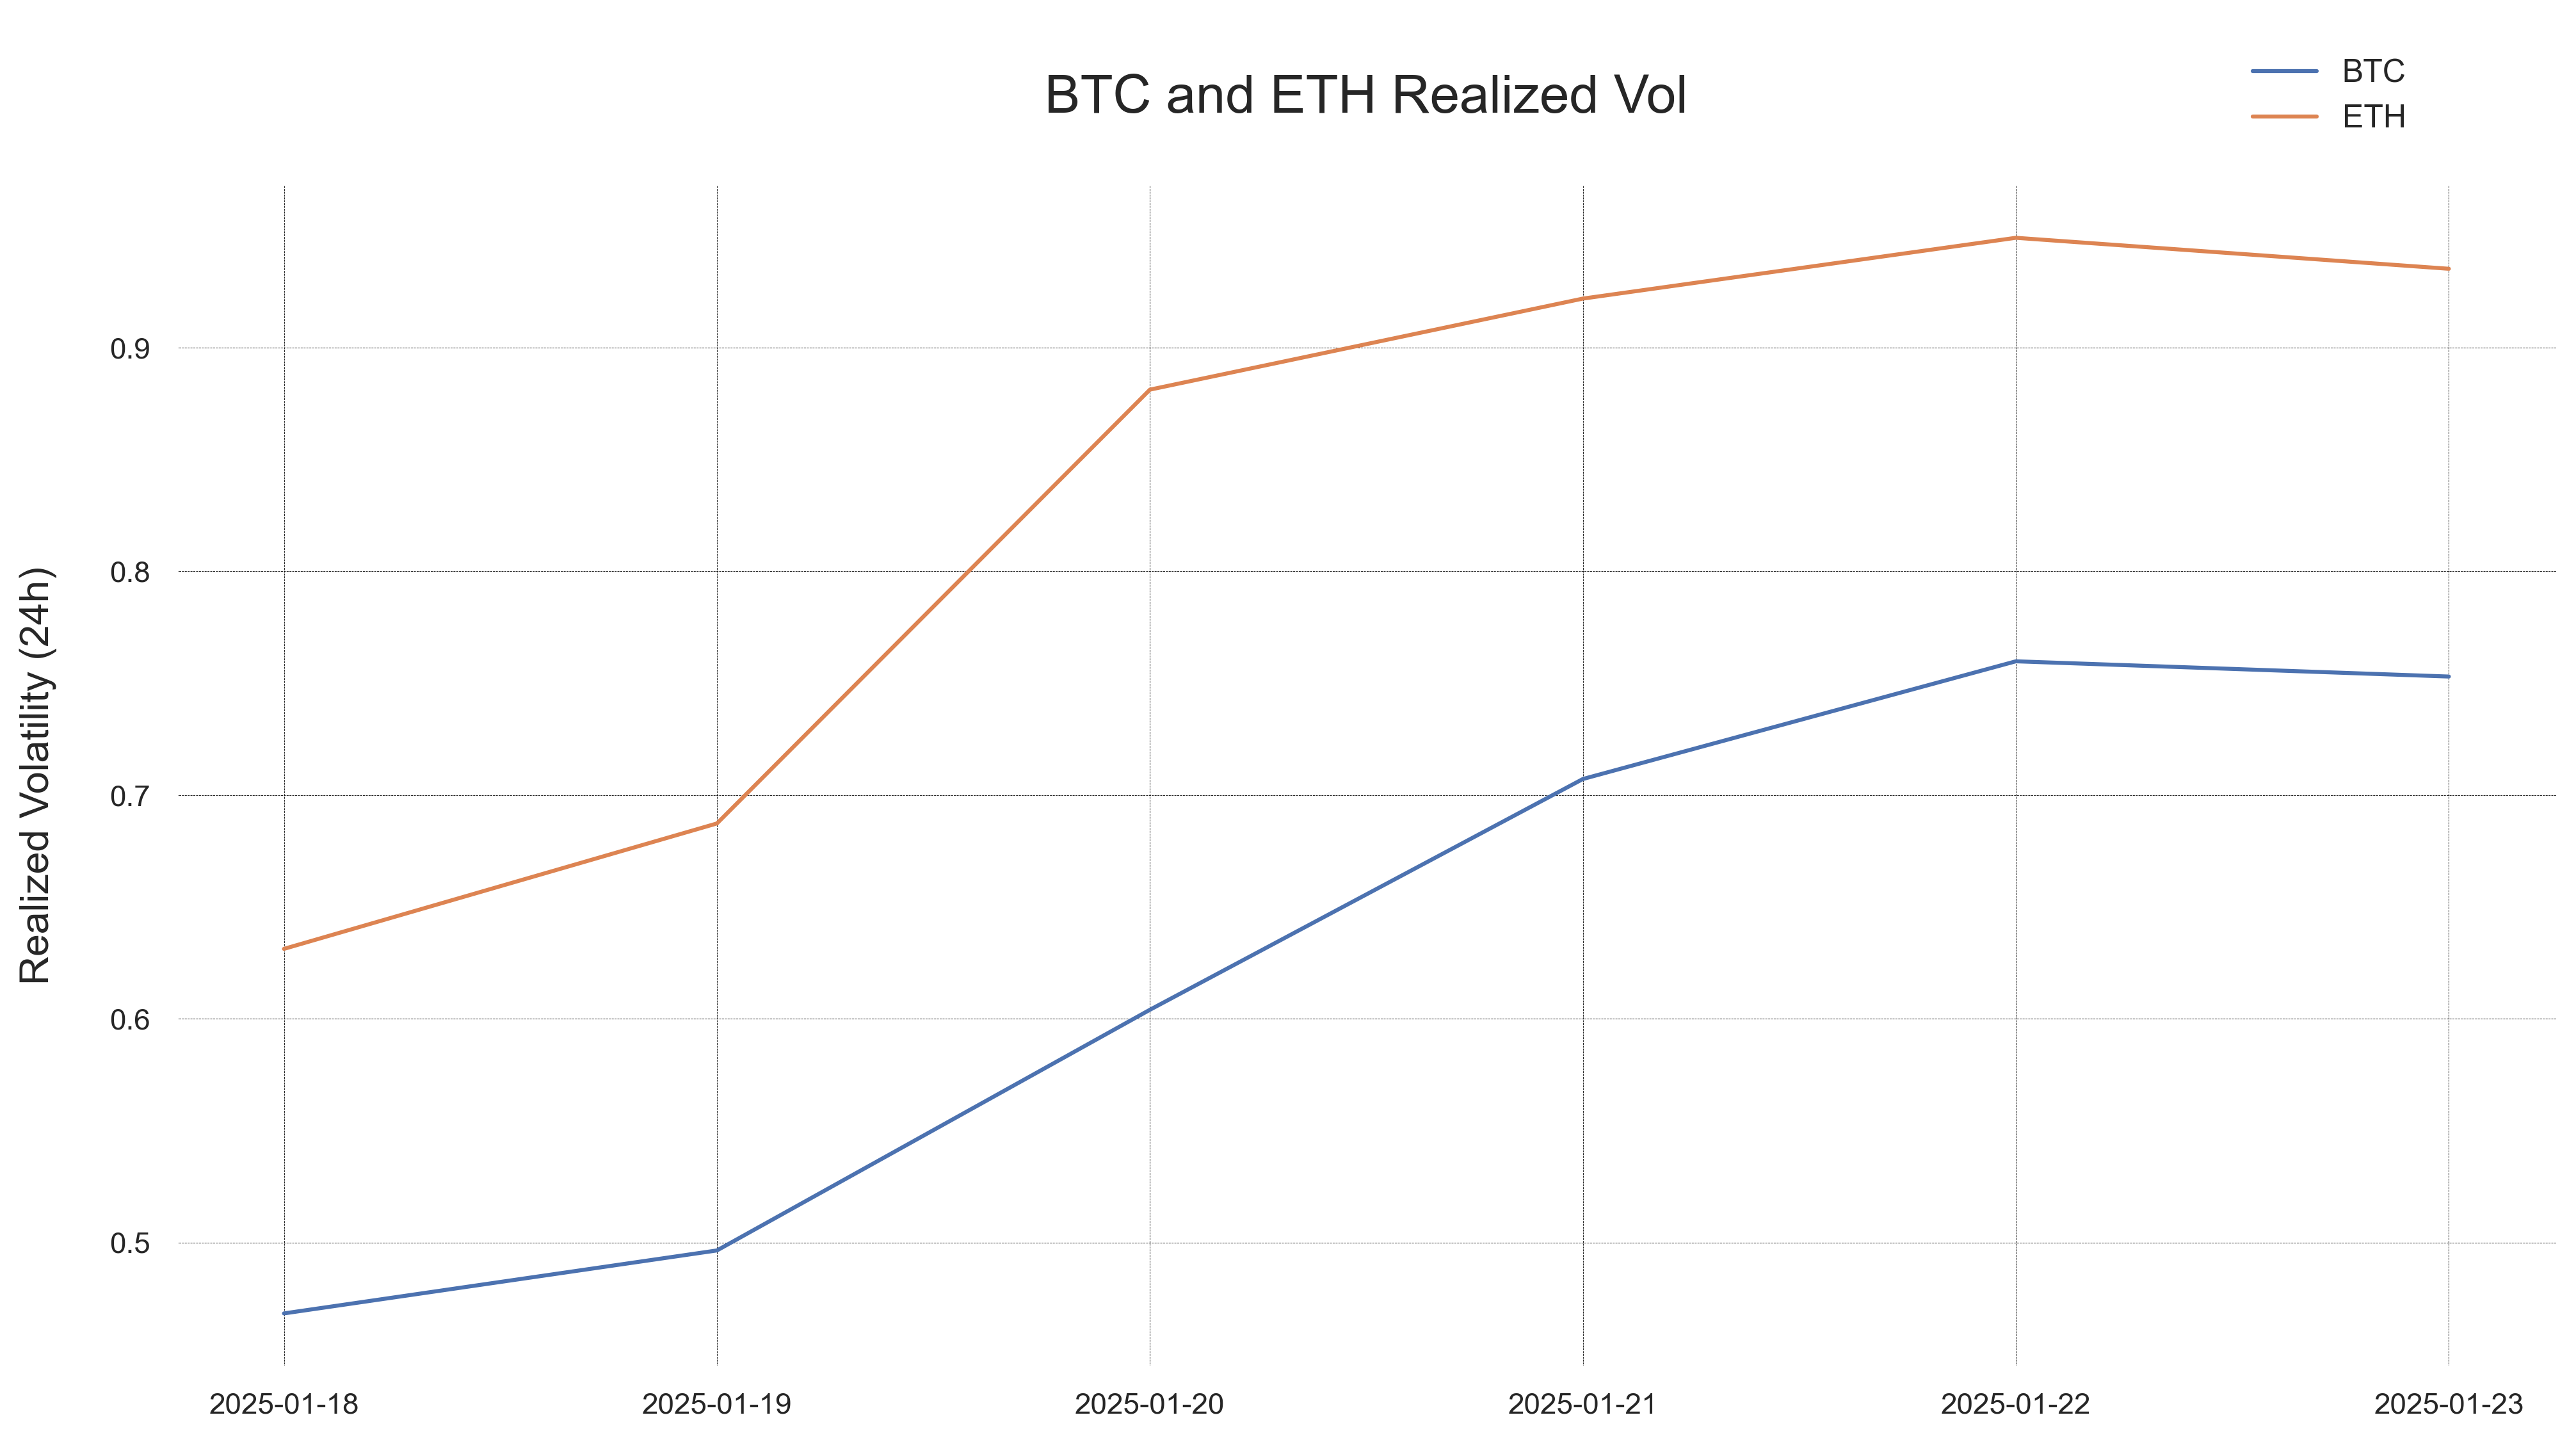 BTC and ETH Realized Vol
BTC
ETH
Realized Volatility (24h)
0.9
0.8
0.7
0.6
0.5
2025-01-18
2025-01-19
2025-01-20
2025-01-21
2025-01-22
2025-01-23